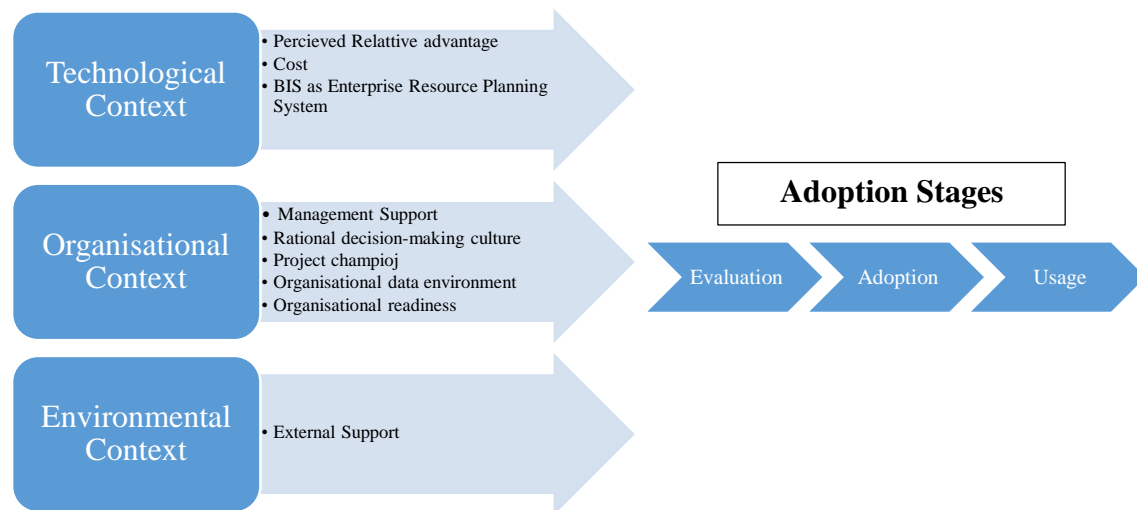 Technological
Context
• Percieved Relattive advantage
• Cost
• BIS as Enterprise Resource Planning
System
Organisational
Context
• Management Support
• Rational decision-making culture
• Project champioj
• Organisational data environment
• Organisational readiness
Environmental
Context
• External Support
Adoption Stages
Evaluation
Adoption
Usage